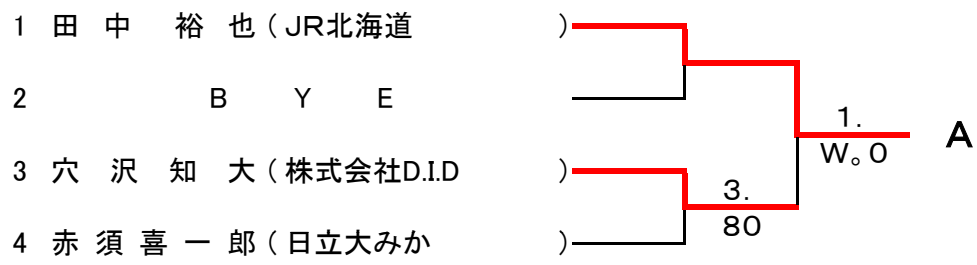 1 田中 裕也 (JR北海道 )
2 BYE
1.
W。O
A
3 穴沢知大 (株式会社D.I.D )
3.
80
4 赤須喜一郎 (日立大みか )